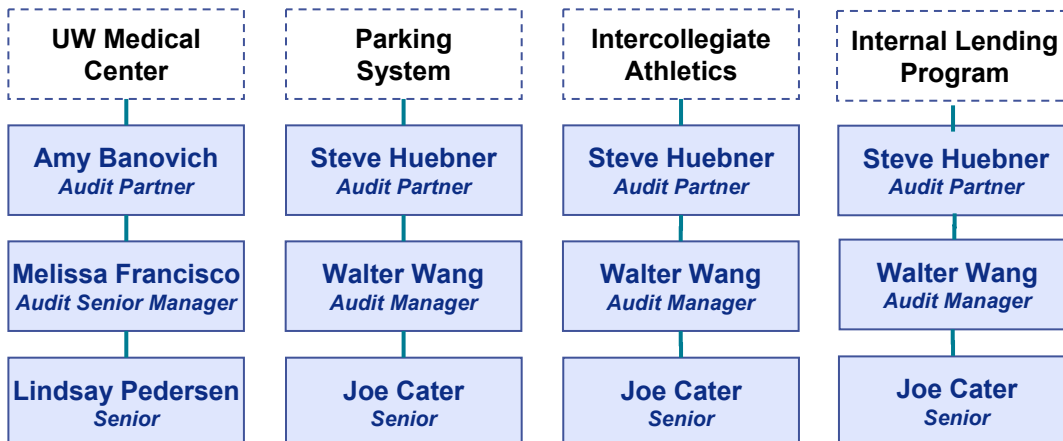 UW Medical
Center
Parking
System
Intercollegiate
Athletics
Internal Lending
Program
Amy Banovich
Audit Partner
Steve Huebner
Audit Partner
Steve Huebner
Audit Partner
Steve Huebner
Audit Partner
Melissa Francisco
Audit Senior Manager
Walter Wang
Audit Manager
Walter Wang
Audit Manager
Walter Wang
Audit Manager
Lindsay Pedersen
Senior
Joe Cater
Senior
Joe Cater
Senior
Joe Cater
Senior